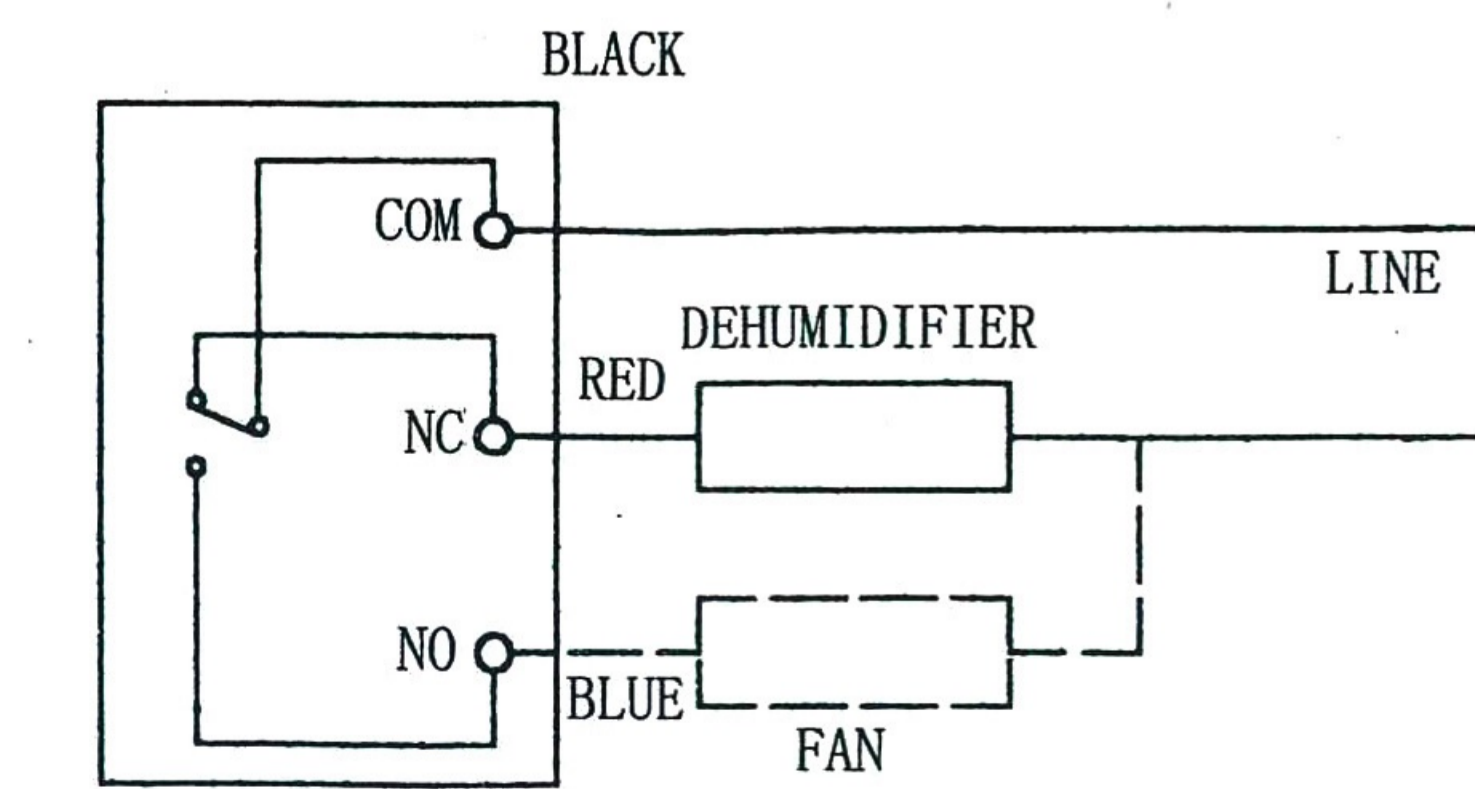 BLACK
COM
LINE
DEHUMIDIFIER
RED
NC
NO
BLUE
FAN